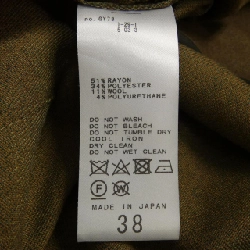 51% RAYON
34% POLYESTER
11% WOOL
4% POLYURETHANE
DO NOT WASH
DO NOT BLEACH
DO NOT TUMBLE DRY
COOL IRON
DRY CLEAN
DO NOT WET CLEAN
F W
MADE IN JAPAN
38